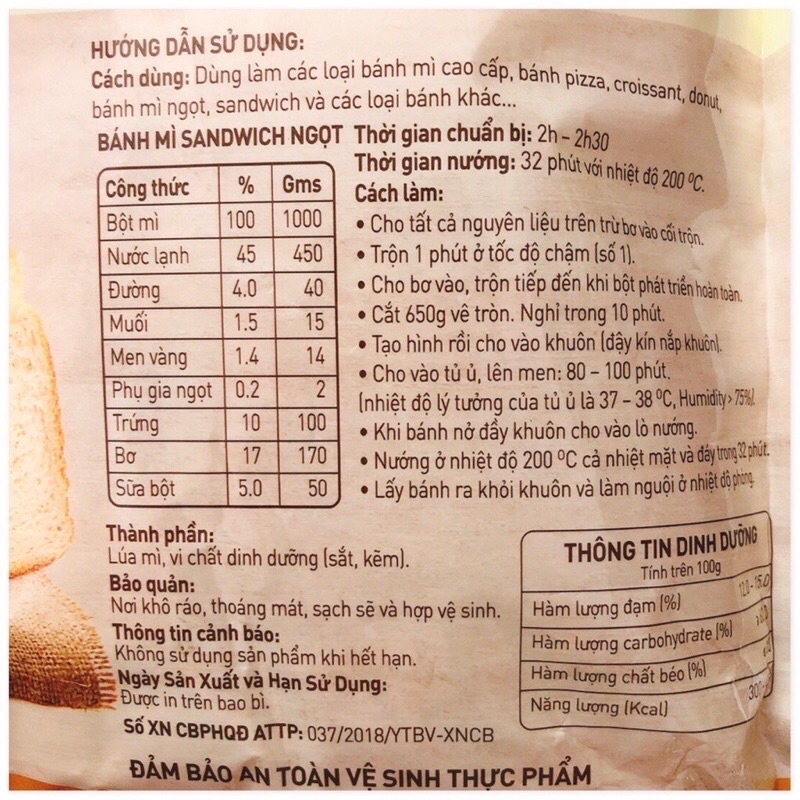 HƯỚNG DẪN SỬ DỤNG:
Cách dùng: Dùng làm các loại bánh mì cao cấp, bánh pizza, croissant, donut,
bánh mì ngọt, sandwich và các loại bánh khác...
BÁNH MÌ SANDWICH NGỌT
Công thức % Gms
Bột mì 100 1000
Nước lạnh 45 450
Đường 4.0 40
Muối 1.5 15
Men vàng 1.4 14
Phụ gia ngọt 0.2 2
Trứng 10 100
Bơ 17 170
Sữa bột 5.0 50
Thời gian chuẩn bị: 2h - 2h30
Thời gian nướng: 32 phút với nhiệt độ 200 ºC.
Cách làm:
• Cho tất cả nguyên liệu trên trừ bơ vào cối trộn.
• Trộn 1 phút ở tốc độ chậm (số 1).
• Cho bơ vào, trộn tiếp đến khi bột phát triển hoàn toàn.
• Cắt 650g vê tròn. Nghỉ trong 10 phút.
• Tạo hình rồi cho vào khuôn (đậy kín nắp khuôn).
• Cho vào tủ ủ, lên men: 80 – 100 phút.
(nhiệt độ lý tưởng của tủ ủ là 37 – 38 ºC, Humidity > 75%).
• Khi bánh nở đầy khuôn cho vào lò nướng.
• Nướng ở nhiệt độ 200 ºC cả nhiệt mặt và đáy trong 32 phút.
• Lấy bánh ra khỏi khuôn và làm nguội ở nhiệt độ phòng.
Thành phần:
Lúa mì, vi chất dinh dưỡng (sắt, kẽm).
Bảo quản:
Nơi khô ráo, thoáng mát, sạch sẽ và hợp vệ sinh.
Thông tin cảnh báo:
Không sử dụng sản phẩm khi hết hạn.
Ngày Sản Xuất và Hạn Sử Dụng:
Được in trên bao bì.
Số XN CBPHQĐ ATTP: 037/2018/YTBV-XNCB
THÔNG TIN DINH DƯỠNG
Tính trên 100g
Hàm lượng đạm (%)
Hàm lượng carbohydrate (%)
Hàm lượng chất béo (%)
Năng lượng (Kcal)
ĐẢM BẢO AN TOÀN VỆ SINH THỰC PHẨM